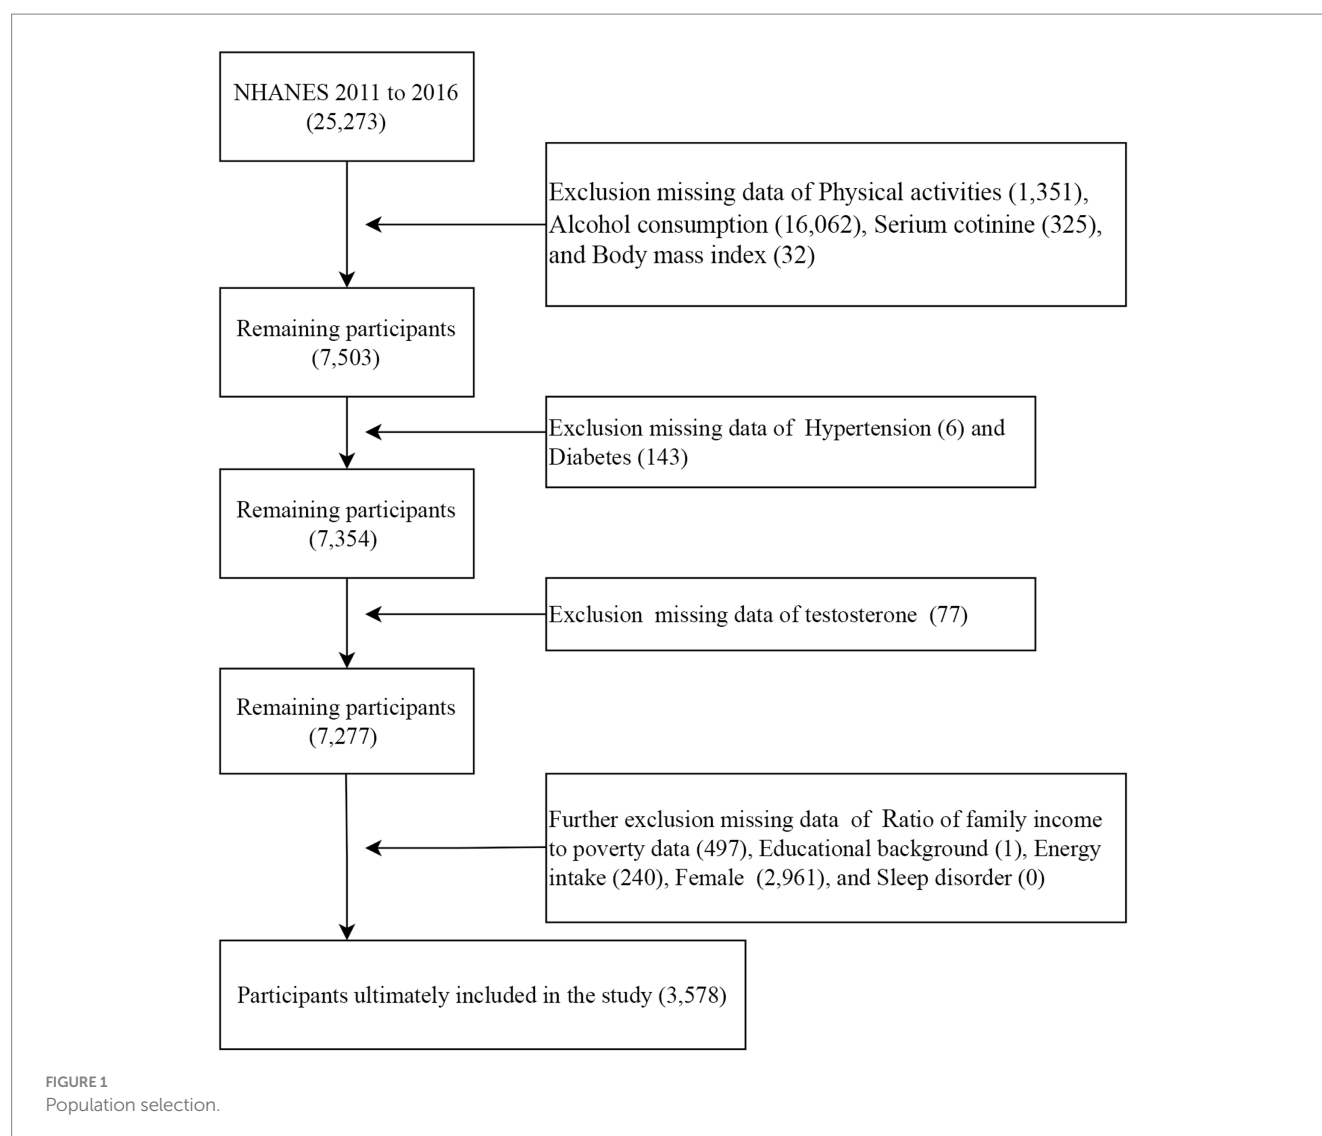 NHANES 2011 to 2016
(25,273)
Exclusion missing data of Physical activities (1,351),
Alcohol consumption (16,062), Serium cotinine (325),
and Body mass index (32)
Remaining participants
(7,503)
Exclusion missing data of Hypertension (6) and
Diabetes (143)
Remaining participants
(7,354)
Exclusion missing data of testosterone (77)
Remaining participants
(7,277)
Further exclusion missing data of Ratio of family income
to poverty data (497), Educational background (1), Energy
intake (240), Female (2,961), and Sleep disorder (0)
Participants ultimately included in the study (3,578)
FIGURE 1
Population selection.